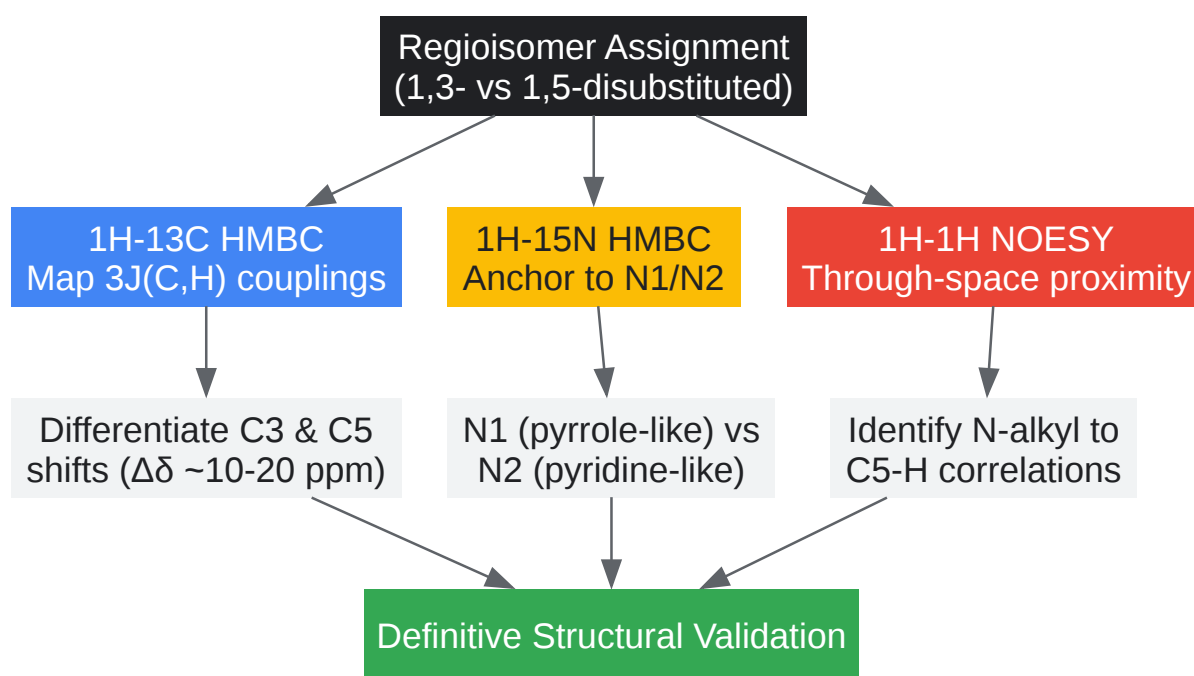 Regioisomer Assignment
(1,3- vs 1,5-disubstituted)
1H-13C HMBC
Map 3J(C,H) couplings
1H-15N HMBC
Anchor to N1/N2
1H-1H NOESY
Through-space proximity
Differentiate C3 & C5
shifts (Δδ ~10-20 ppm)
N1 (pyrrole-like) vs
N2 (pyridine-like)
Identify N-alkyl to
C5-H correlations
Definitive Structural Validation